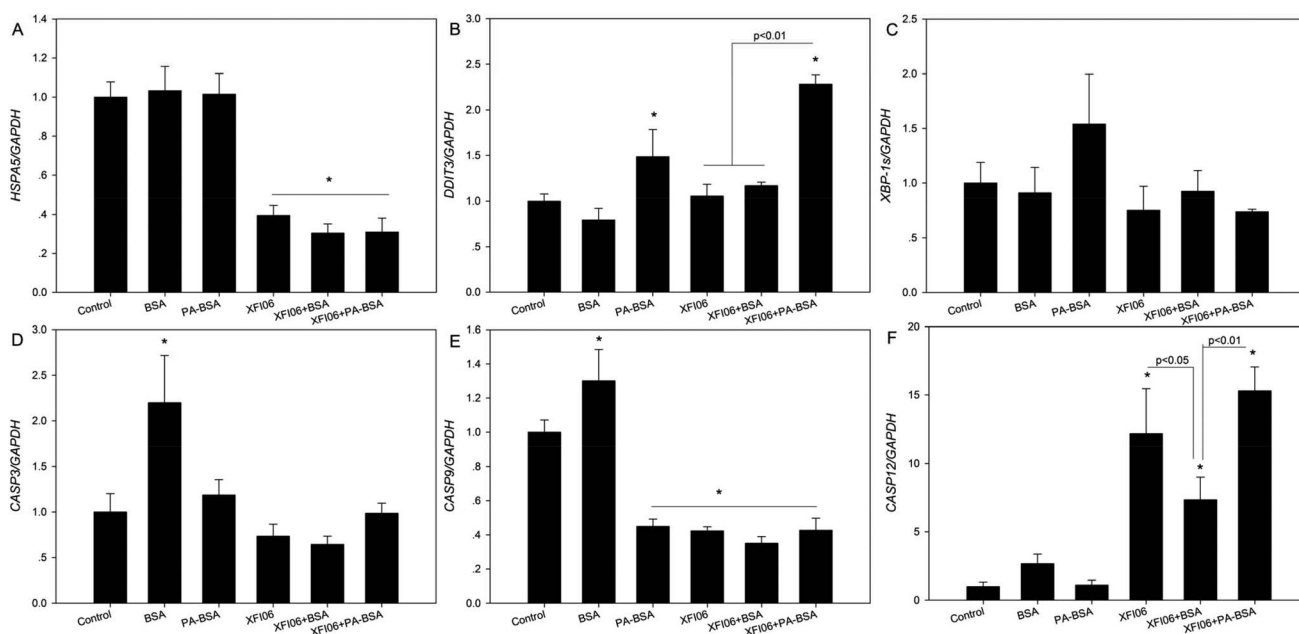 A
HSPA5/GAPDH
1.4
1.2
1.0
.8
.6
.4
.2
0.0
*
Control
BSA
PA-BSA
XFI06
XFI06+BSA
XFI06+PA-BSA
B
DDIT3/GAPDH
3.0
2.5
2.0
1.5
1.0
.5
0.0
*
p<0.01
*
Control
BSA
PA-BSA
XFI06
XFI06+BSA
XFI06+PA-BSA
C
XBP-1s/GAPDH
2.5
2.0
1.5
1.0
0.5
0.0
Control
BSA
PA-BSA
XFI06
XFI06+BSA
XFI06+PA-BSA
D
CASP3/GAPDH
3.0
2.5
2.0
1.5
1.0
.5
0.0
*
Control
BSA
PA-BSA
XFI06
XFI06+BSA
XFI06+PA-BSA
E
CASP9/GAPDH
1.6
1.4
1.2
1.0
.8
.6
.4
.2
0.0
*
*
Control
BSA
PA-BSA
XFI06
XFI06+BSA
XFI06+PA-BSA
F
CASP12/GAPDH
20
15
10
5
0
p<0.05
p<0.01
*
*
*
Control
BSA
PA-BSA
XFI06
XFI06+BSA
XFI06+PA-BSA